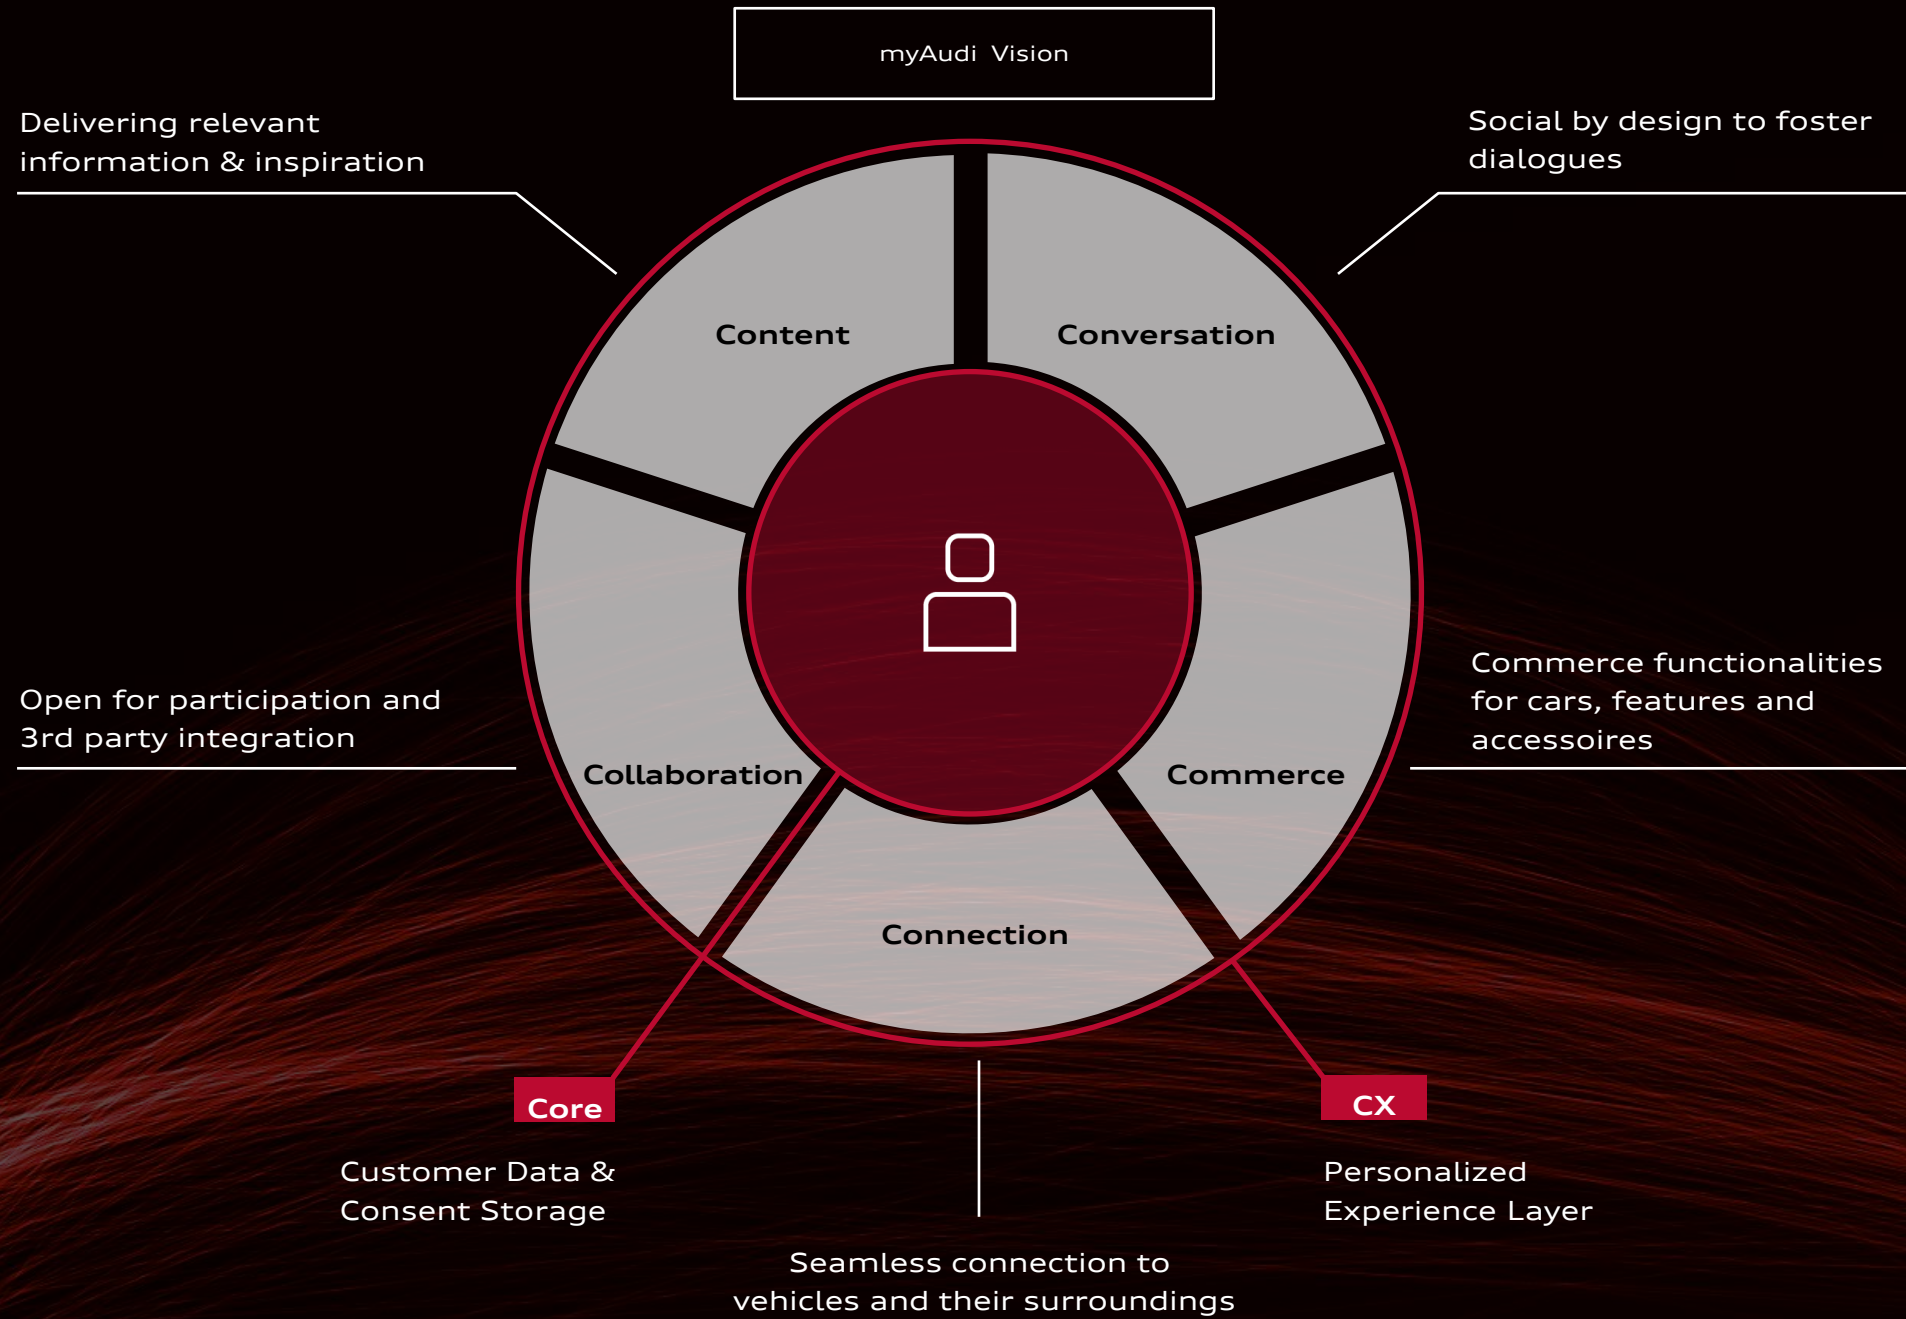 myAudi Vision
Delivering relevant
information & inspiration
Social by design to foster
dialogues
Content
Conversation
Open for participation and
3rd party integration
Commerce functionalities
for cars, features and
accessoires
Collaboration
Commerce
Connection
Core
CX
Customer Data &
Consent Storage
Personalized
Experience Layer
Seamless connection to
vehicles and their surroundings